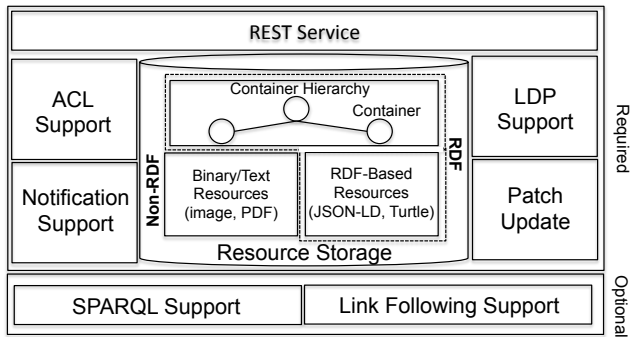 REST Service
ACL
Support
Notification
Support
Non-RDF
Container Hierarchy
Container
RDF
Binary/Text
Resources
(image, PDF)
RDF-Based
Resources
(JSON-LD, Turtle)
Resource Storage
LDP
Support
Patch
Update
Required
SPARQL Support
Link Following Support
Optional